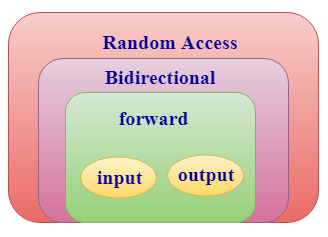 Random Access
Bidirectional
forward
input output